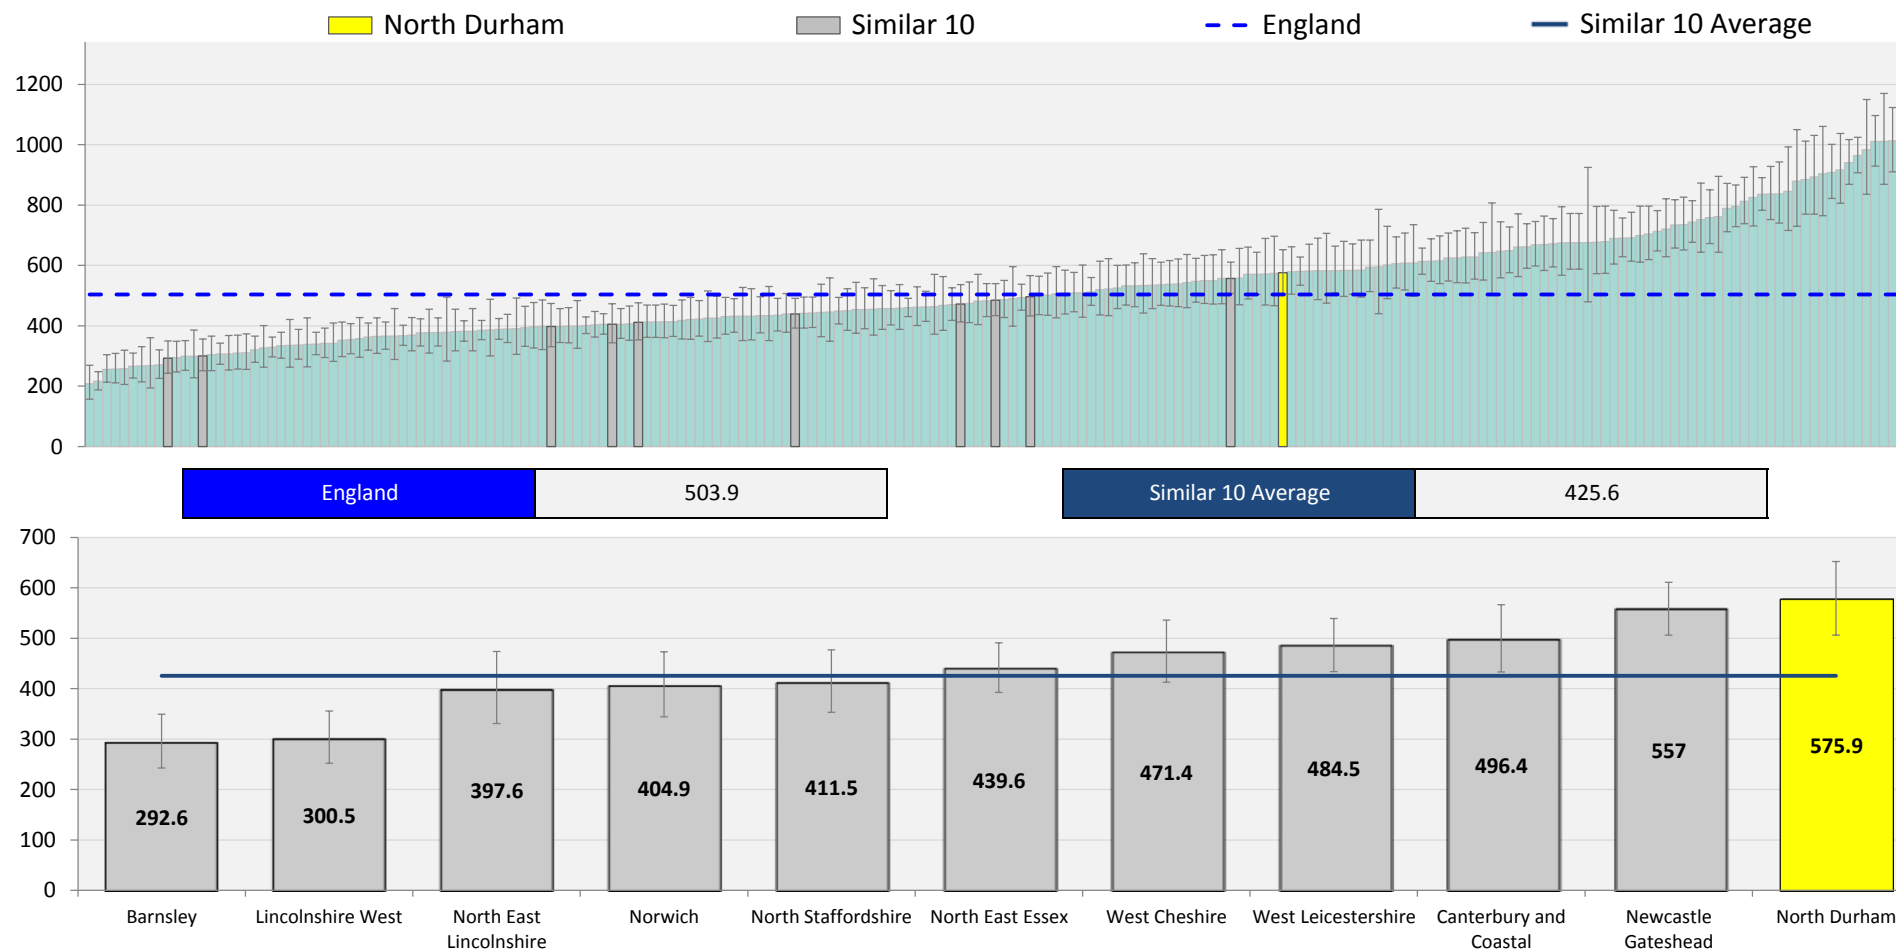 North Durham
Similar 10
England
Similar 10 Average
1200
1000
800
600
400
200
0
England
503.9
Similar 10 Average
425.6
700
600
500
400
300
200
100
0
292.6
300.5
397.6
404.9
411.5
439.6
471.4
484.5
496.4
557
575.9
Barnsley
Lincolnshire West
North East
Lincolnshire
Norwich
North Staffordshire
North East Essex
West Cheshire
West Leicestershire
Canterbury and
Coastal
Newcastle
Gateshead
North Durham